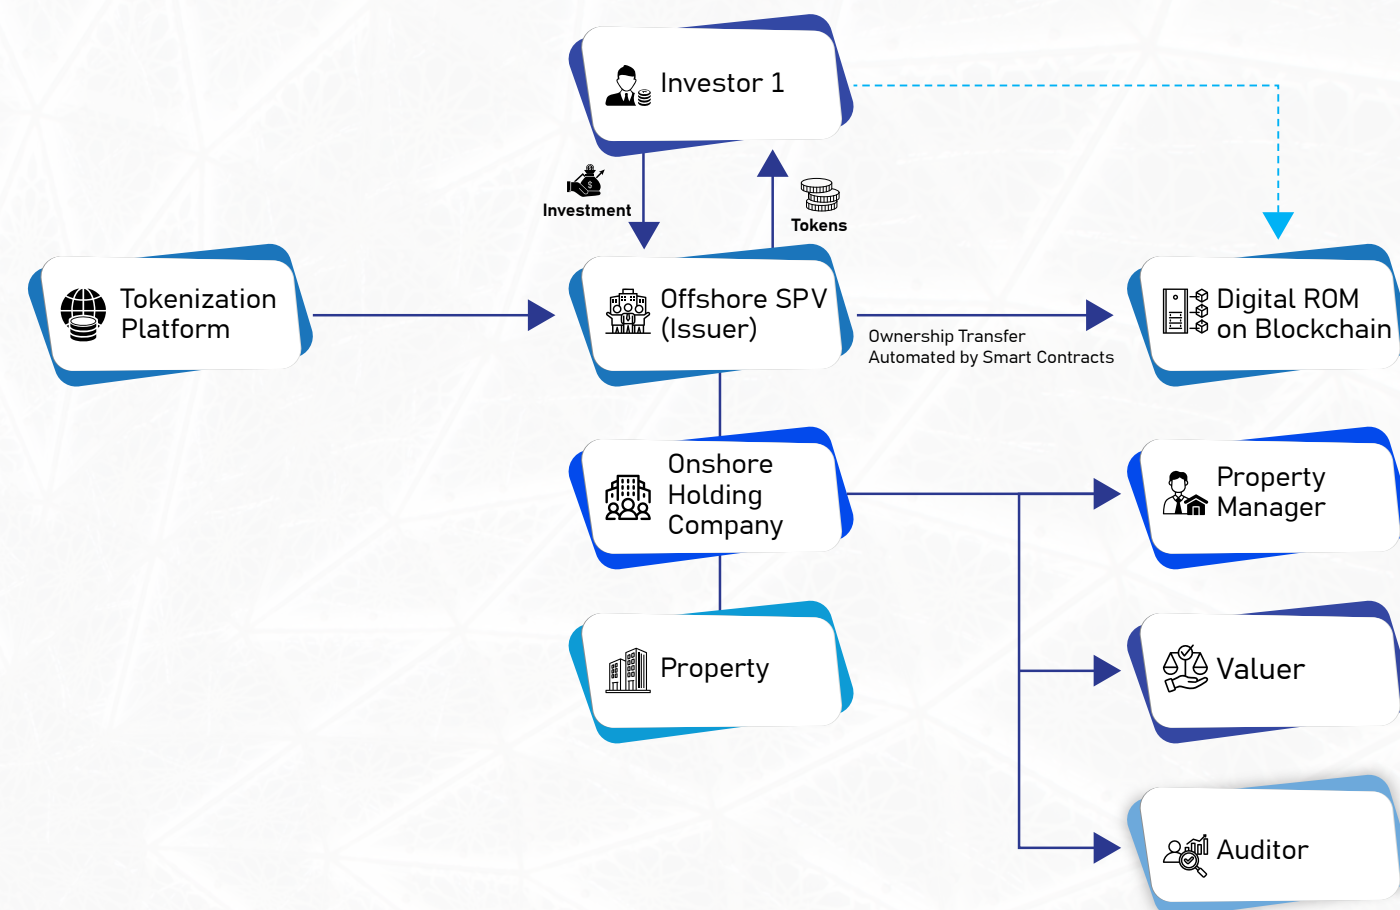 Investor 1
Investment
Tokens
Tokenization
Platform
Offshore SPV
(Issuer)
Ownership Transfer
Automated by Smart Contracts
Digital ROM
on Blockchain
Onshore
Holding
Company
Property
Manager
Property
Valuer
Auditor